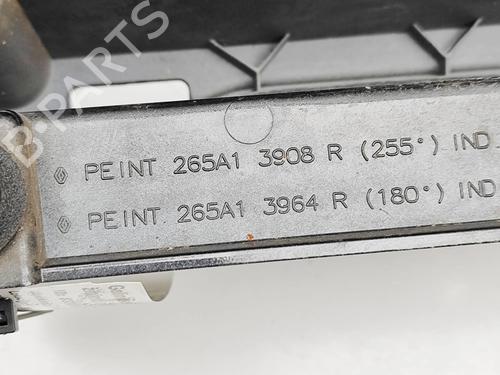 B-PARTS
PEINT 265A1 3908 R (255°) IND
PEINT 265A1 3964 R (180°) IND